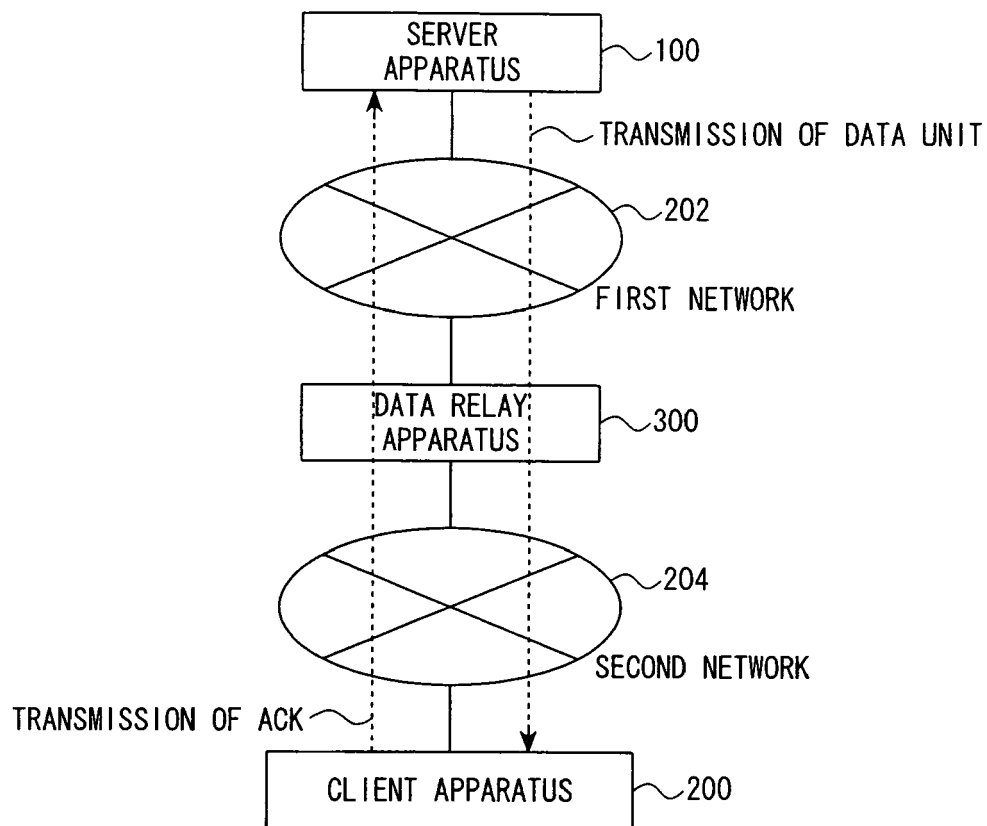 SERVER
APPARATUS
100
TRANSMISSION OF DATA UNIT
202
FIRST NETWORK
DATA RELAY
APPARATUS
300
204
SECOND NETWORK
TRANSMISSION OF ACK
CLIENT APPARATUS
200